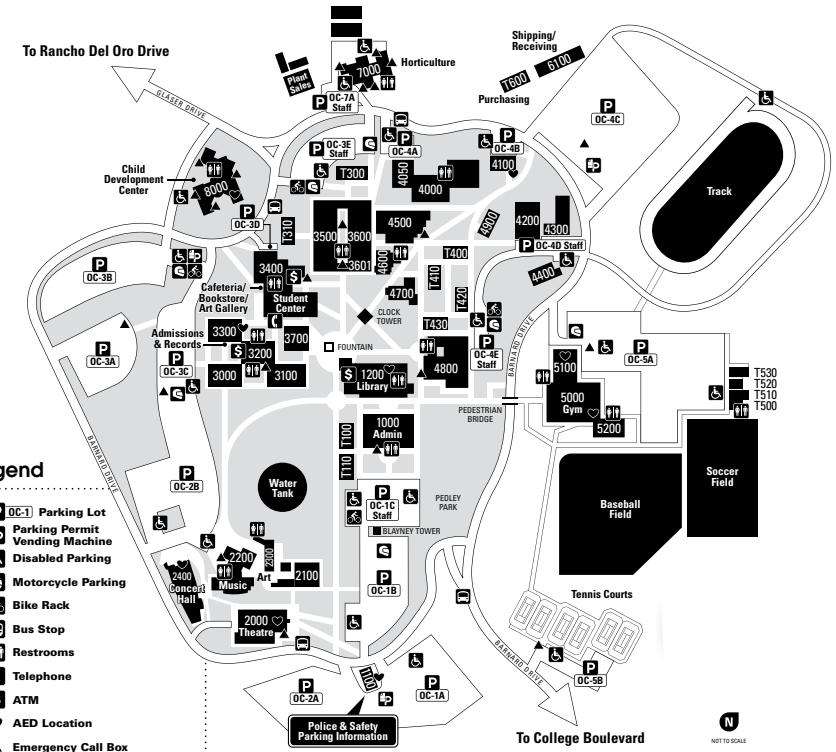 To Rancho Del Oro Drive
GLASER DRIVE
Plant
Sales
7000
Horticulture
P
OC-7A
Staff
Shipping/
Receiving
6100
T600
Purchasing
P
OC-4C
Track
P
OC-3E
Staff
P
OC-4A
P
OC-4B
4100
T300
4050
4000
Child
Development
Center
8000
P
OC-3D
T310
3500
3600
3601
4500
4600
4900
4200
4300
P OC-4D Staff
4400
T400
T410
T420
T430
4700
P
OC-3B
3400
$
Cafeteria/
Bookstore/
Art Gallery
Student
Center
CLOCK
TOWER
Admissions
& Records
3300
$
3200
3700
3000
3100
FOUNTAIN
P
OC-3A
P
OC-3C
$
1200
Library
4800
P
OC-4E
Staff
BARNARD DRIVE
PEDESTRIAN
BRIDGE
P
OC-5A
5100
5000
Gym
5200
T530
T520
T510
T500
Soccer
Field
Baseball
Field
1000
Admin
T100
T110
BARNARD DRIVE
P
OC-2B
Water
Tank
P
OC-1C
Staff
PEDLEY
PARK
BLAYNEY TOWER
P
OC-1B
2400
Concert
Hall
2200
Music
2300
Art
2100
2000
Theatre
Tennis Courts
BARNARD DRIVE
P
OC-5B
P
OC-2A
P
OC-1A
Police & Safety
Parking Information
To College Boulevard
N
NOT TO SCALE
gend
OC-1 Parking Lot
Parking Permit
Vending Machine
Disabled Parking
Motorcycle Parking
Bike Rack
Bus Stop
Restrooms
Telephone
ATM
AED Location
Emergency Call Box